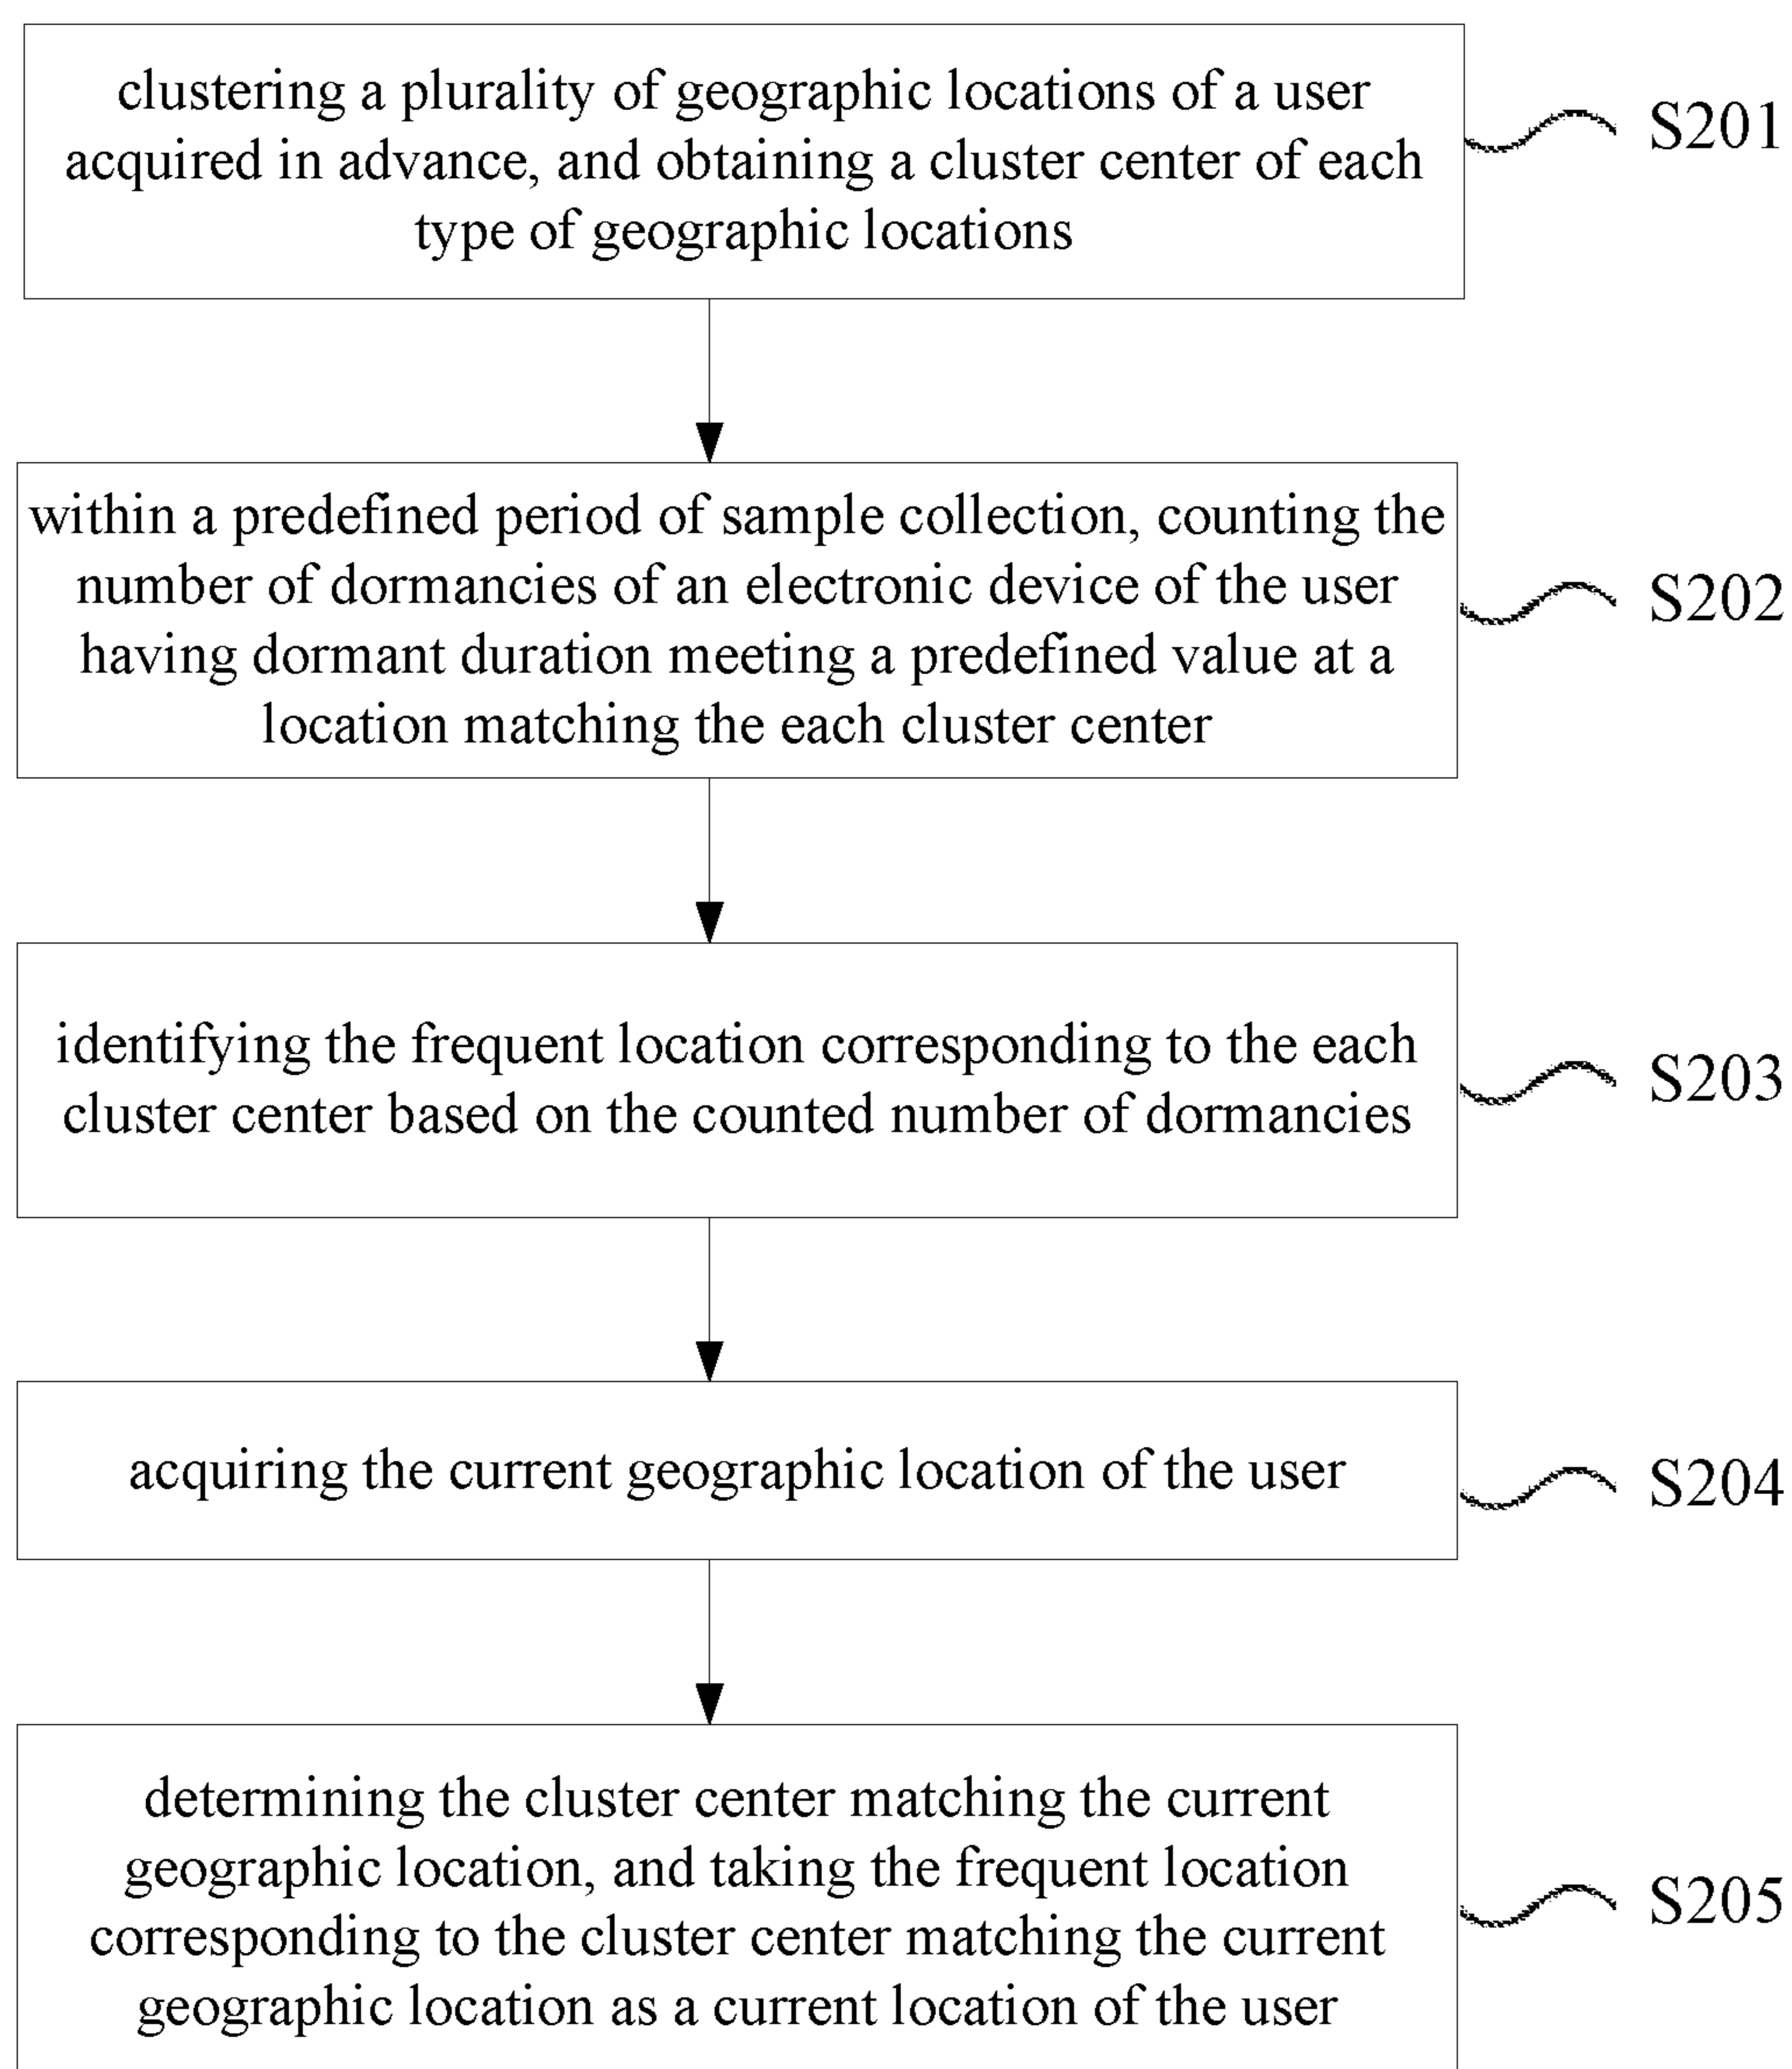 clustering a plurality of geographic locations of a user
acquired in advance, and obtaining a cluster center of each
type of geographic locations
S201
within a predefined period of sample collection, counting the
number of dormancies of an electronic device of the user
having dormant duration meeting a predefined value at a
location matching the each cluster center
S202
identifying the frequent location corresponding to the each
cluster center based on the counted number of dormancies
S203
acquiring the current geographic location of the user
S204
determining the cluster center matching the current
geographic location, and taking the frequent location
corresponding to the cluster center matching the current
geographic location as a current location of the user
S205